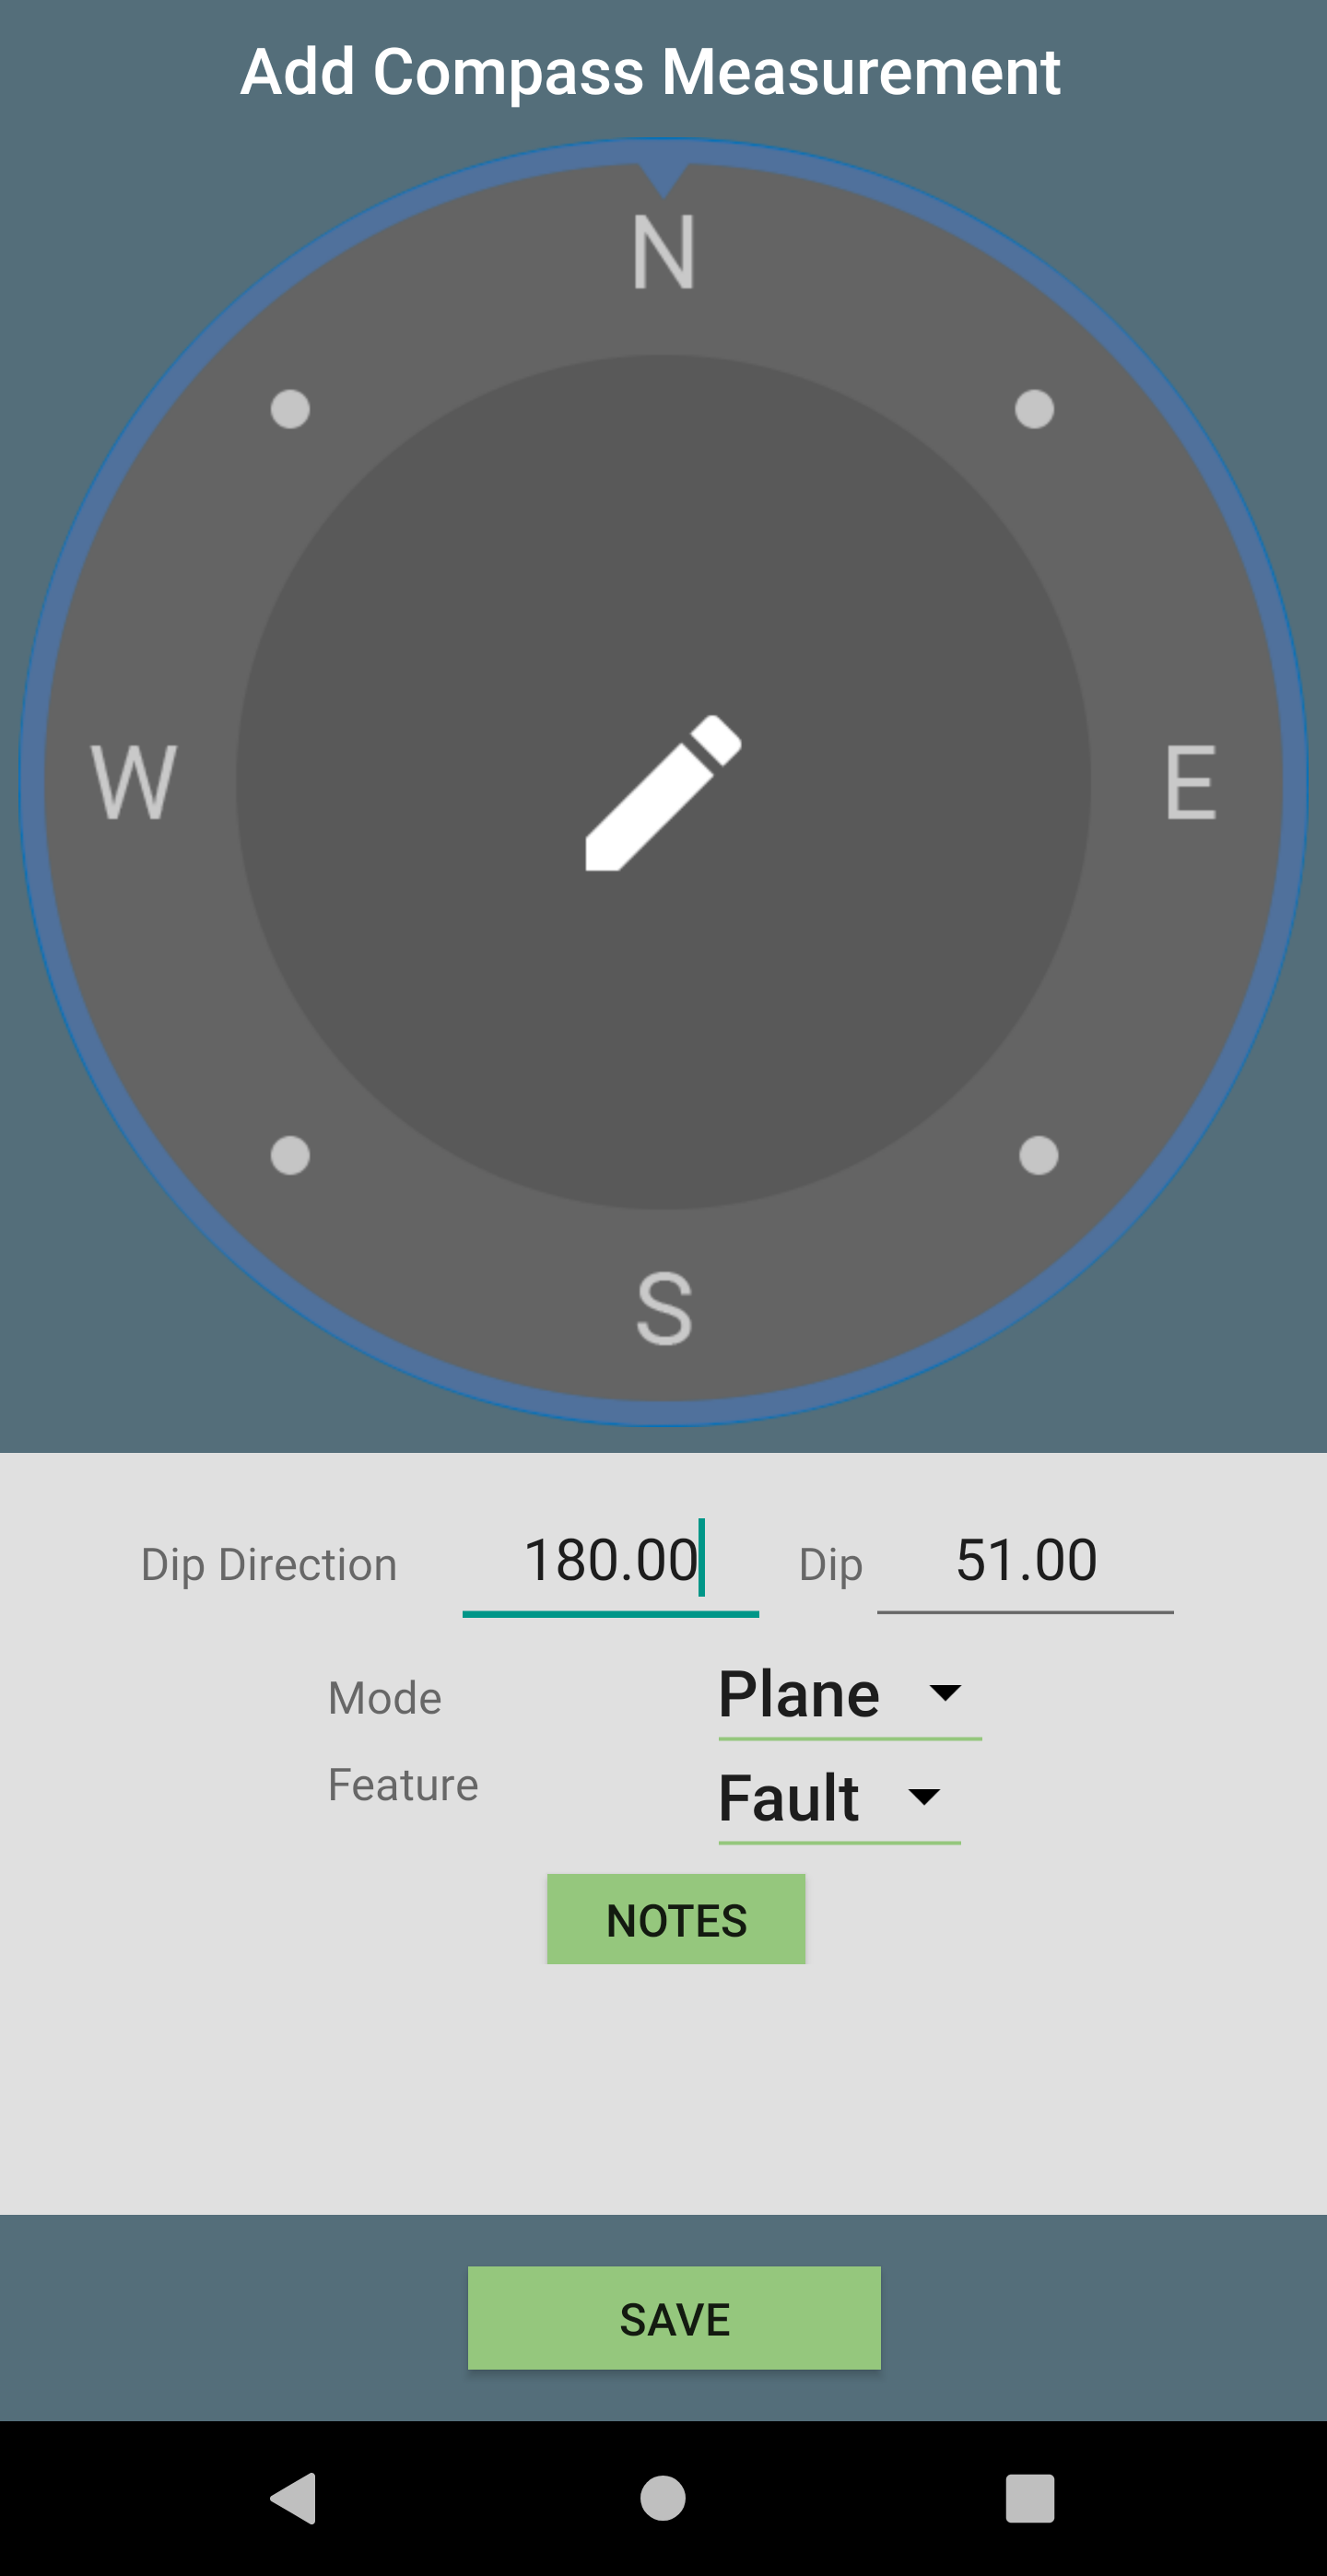 Add Compass Measurement
N
W
E
S
Dip Direction 180.00 Dip 51.00
Mode Plane
Feature Fault
NOTES
SAVE